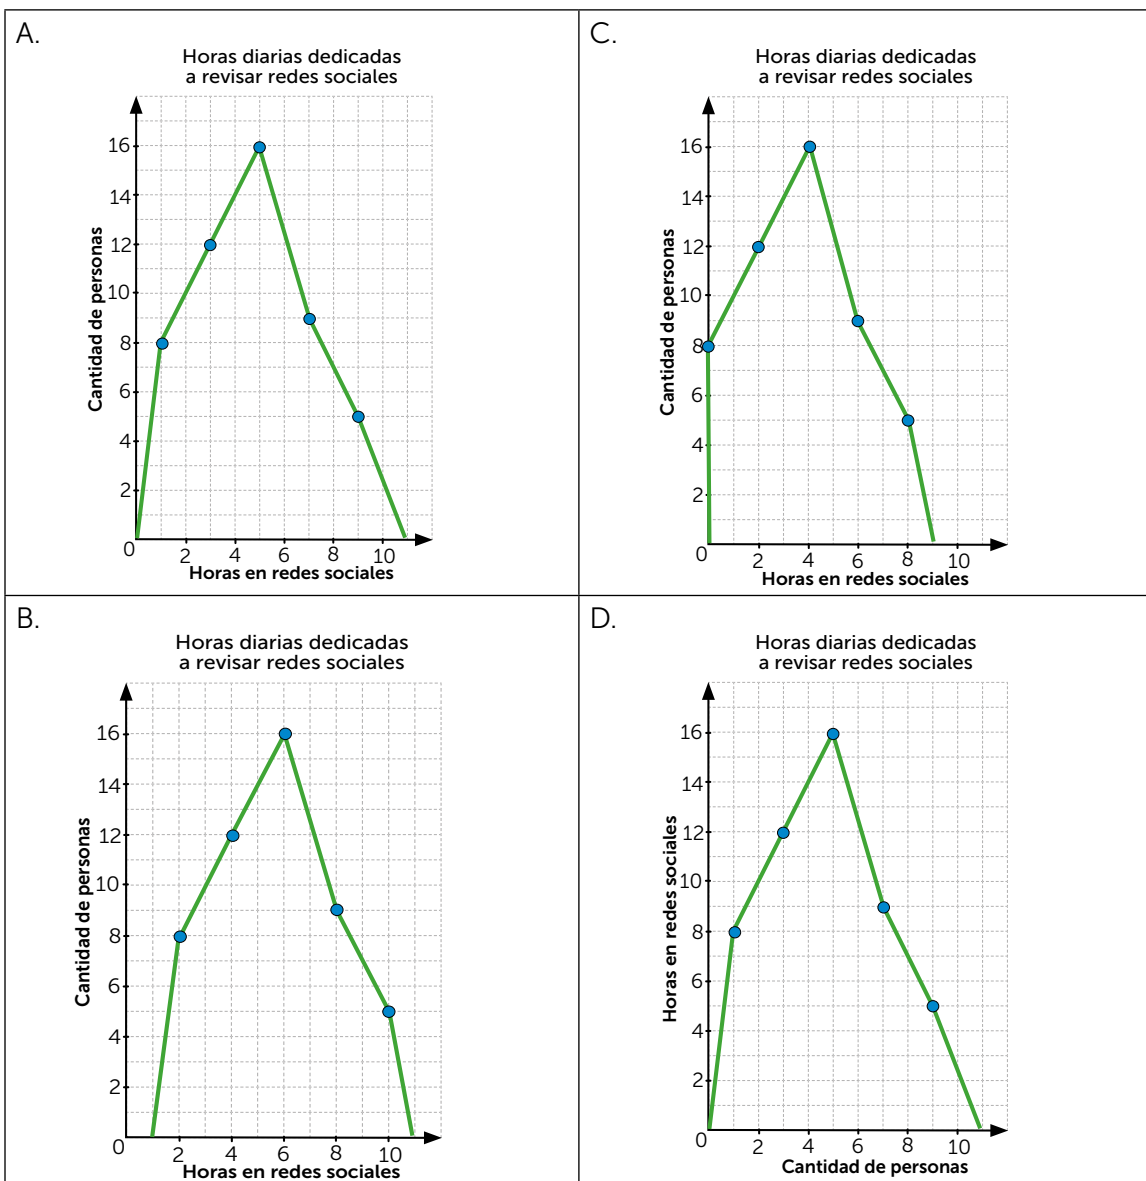 A.
Horas diarias dedicadas
a revisar redes sociales
Cantidad de personas
16
14
12
10
8
6
4
2
0
2 4 6 8 10
Horas en redes sociales
C.
Horas diarias dedicadas
a revisar redes sociales
Cantidad de personas
16
14
12
10
8
6
4
2
0
2 4 6 8 10
Horas en redes sociales
B.
Horas diarias dedicadas
a revisar redes sociales
Cantidad de personas
16
14
12
10
8
6
4
2
0
2 4 6 8 10
Horas en redes sociales
D.
Horas diarias dedicadas
a revisar redes sociales
Horas en redes sociales
16
14
12
10
8
6
4
2
0
2 4 6 8 10
Cantidad de personas